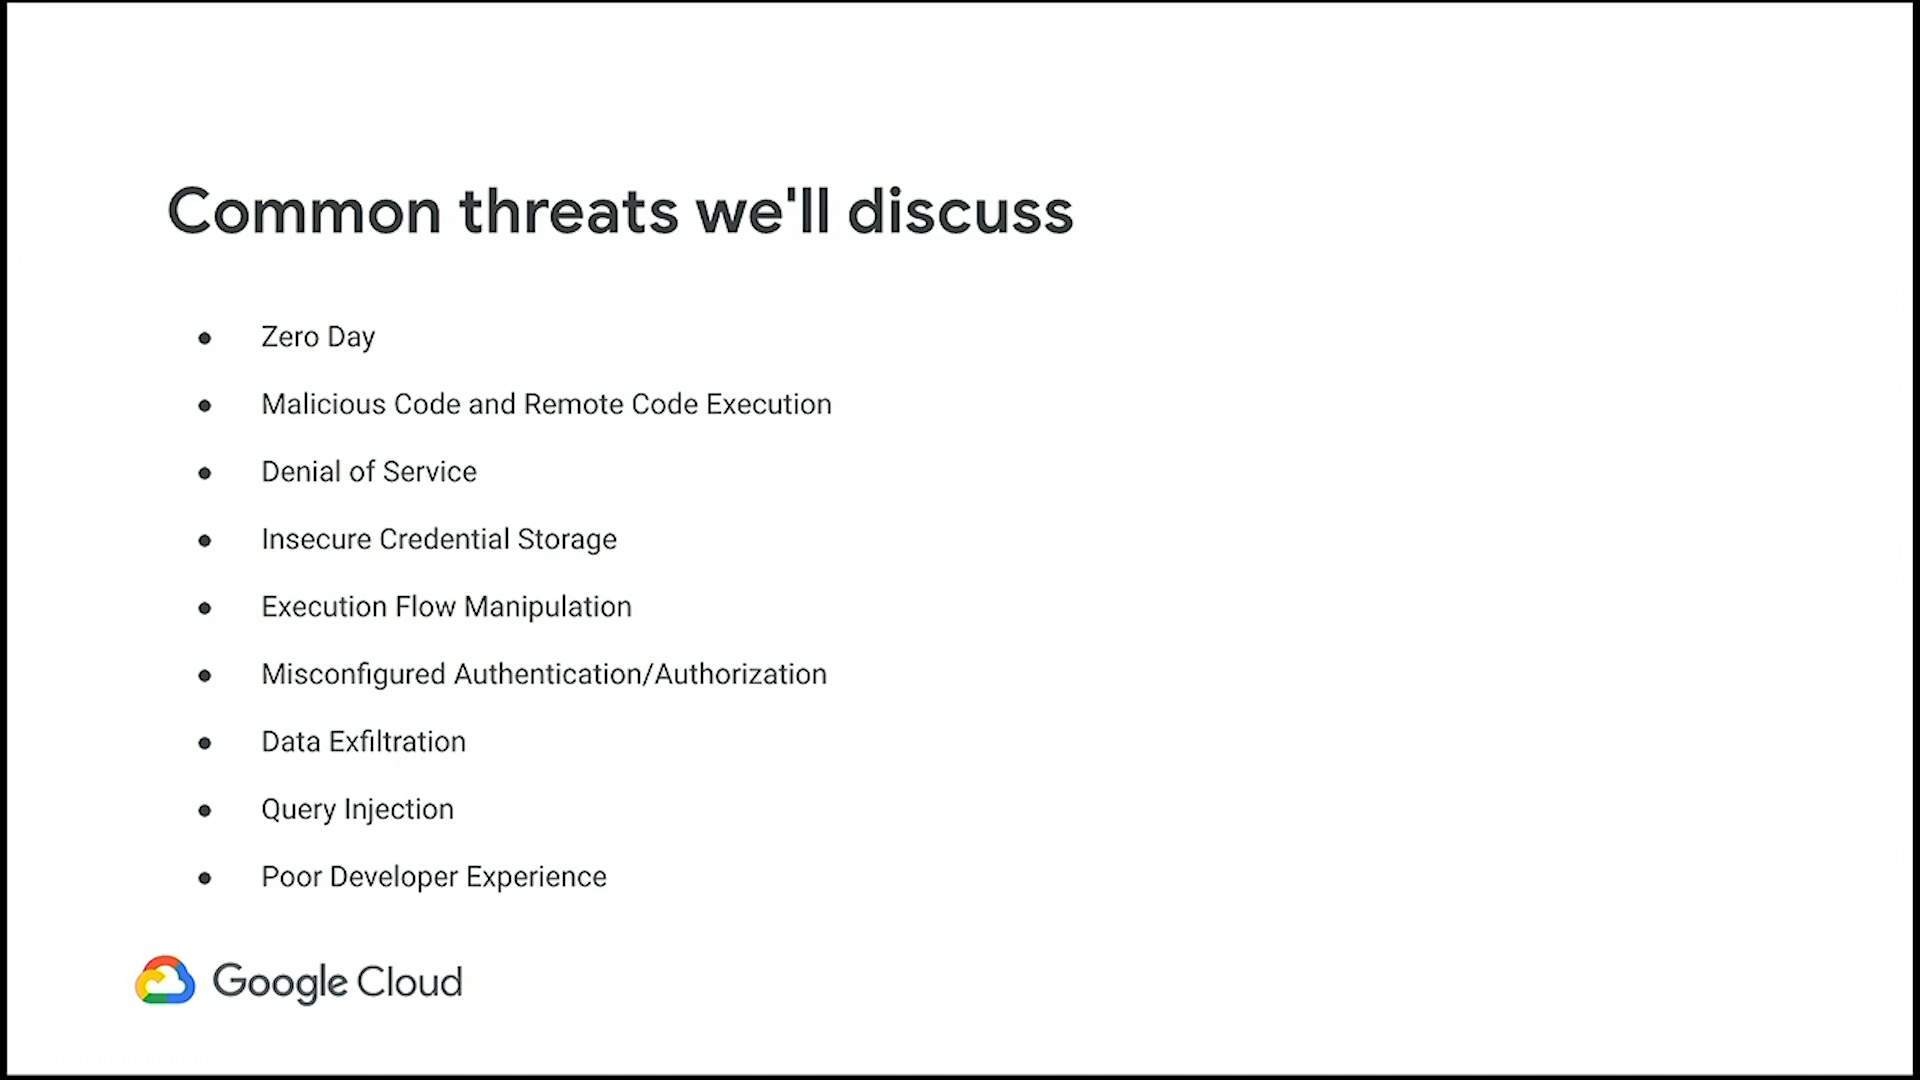 Common threats we'll discuss
● Zero Day
● Malicious Code and Remote Code Execution
● Denial of Service
● Insecure Credential Storage
● Execution Flow Manipulation
● Misconfigured Authentication/Authorization
● Data Exfiltration
● Query Injection
● Poor Developer Experience
Google Cloud